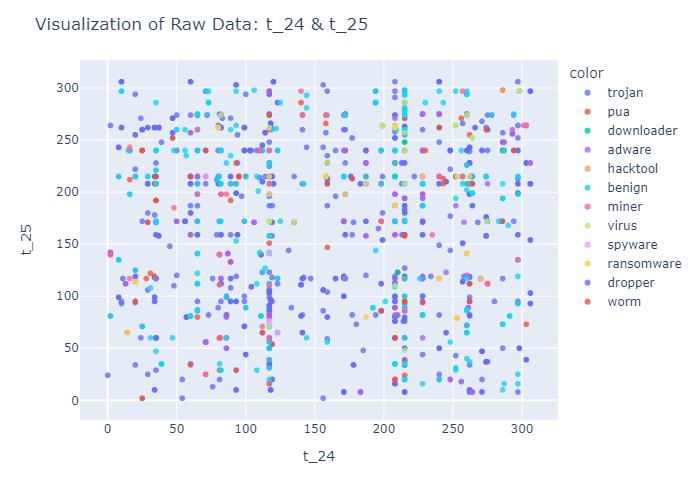 Visualization of Raw Data: t_24 & t_25
color
trojan
pua
downloader
adware
hacktool
benign
miner
virus
spyware
ransomware
dropper
worm
t_25
300
250
200
150
100
50
0
0 50 100 150 200 250 300
t_24